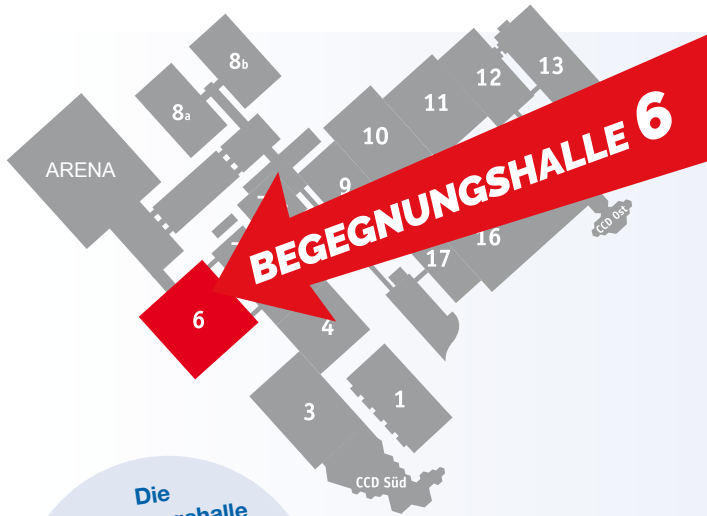 8b
8a
13
12
11
10
ARENA
9
BEGEGNUNGSHALLE 6
CCD Ost
16
17
6
4
3
1
CCD Süd
Die